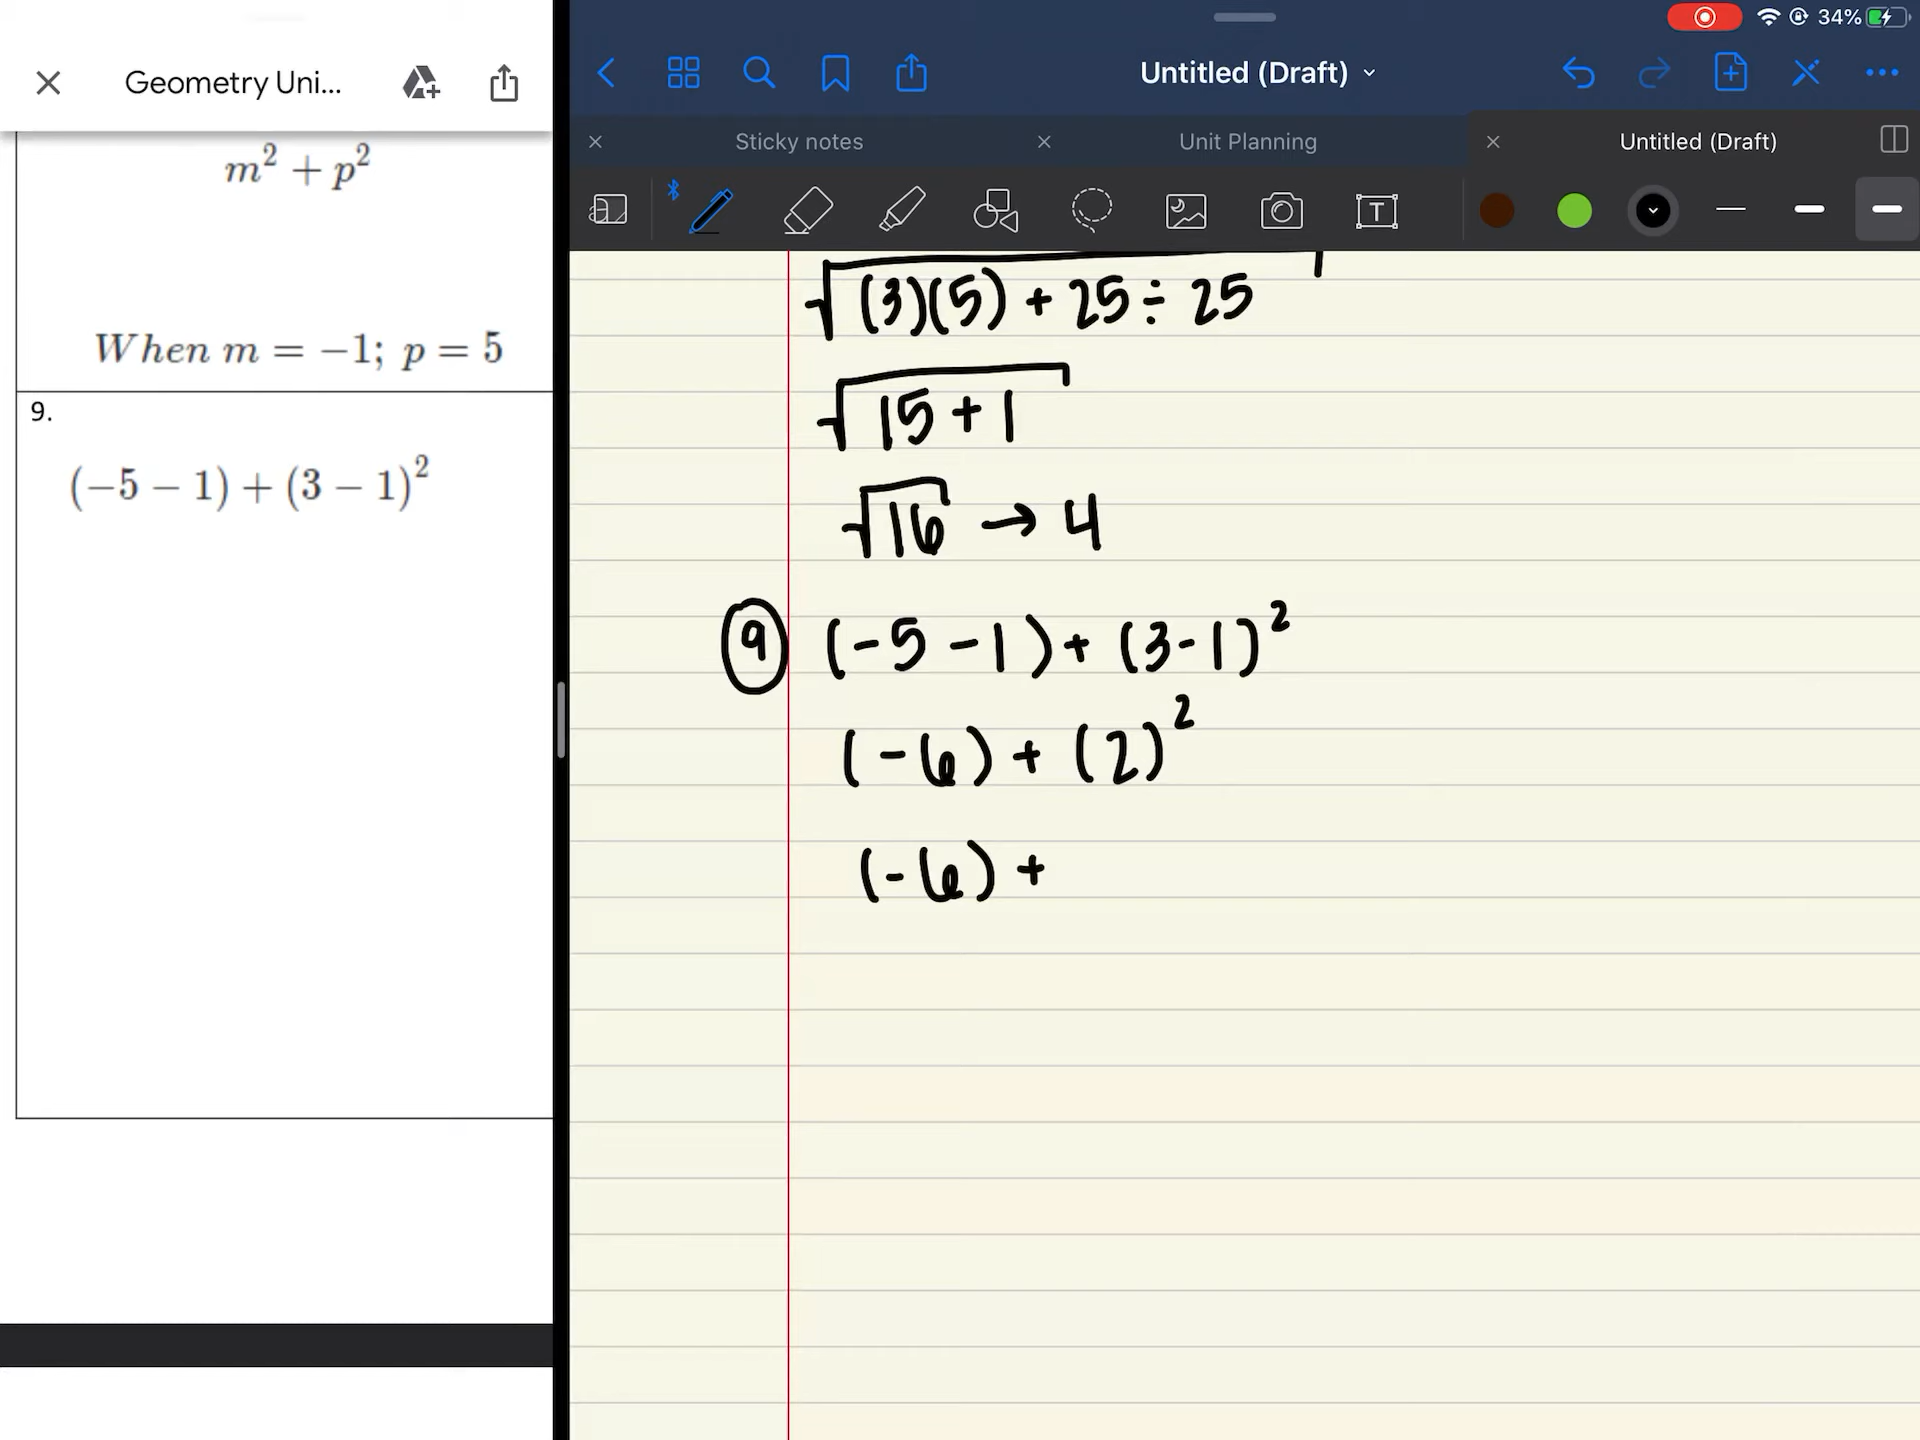 34%
Geometry Uni...
Untitled (Draft)
Sticky notes
Unit Planning
Untitled (Draft)
T
m² + p²
When m = −1; p = 5
9.
(−5 − 1) + (3 − 1)²
√(3)(5) + 25 ÷ 25
√15 + 1
√16 → 4
9 (-5 -1) + (3-1)²
(-6) + (2)²
(-6) +